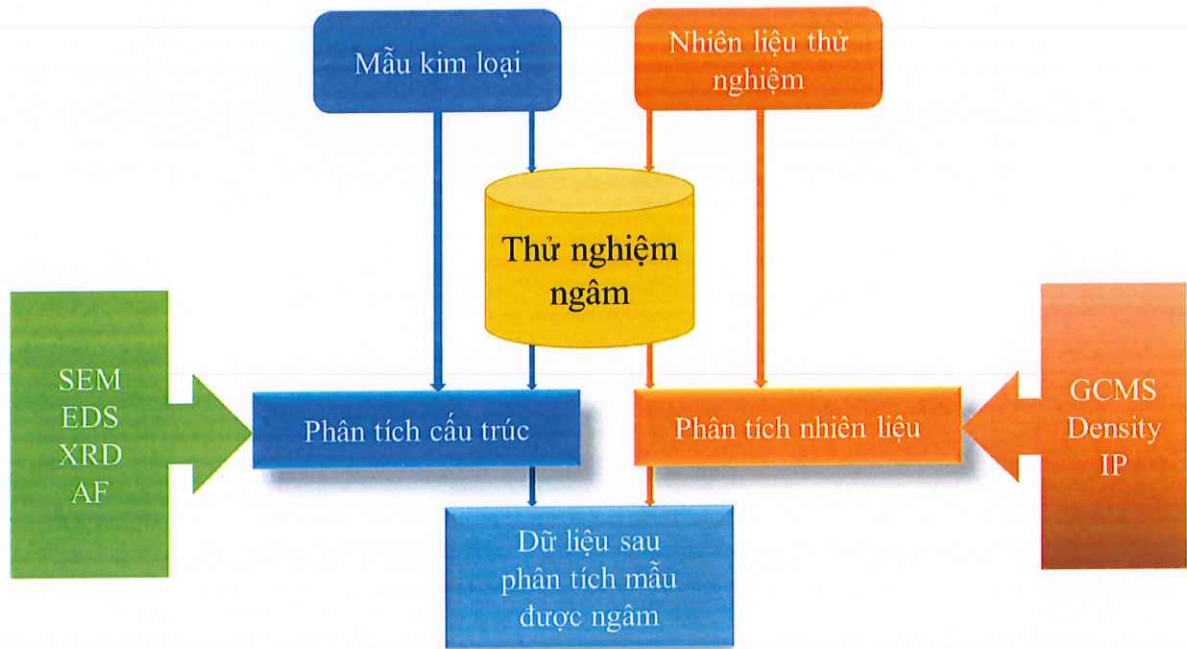 Mẫu kim loại
Nhiên liệu thử
nghiệm
Thử nghiệm
ngâm
SEM
EDS
XRD
AF
Phân tích cấu trúc
Phân tích nhiên liệu
GCMS
Density
IP
Dữ liệu sau
phân tích mẫu
được ngâm